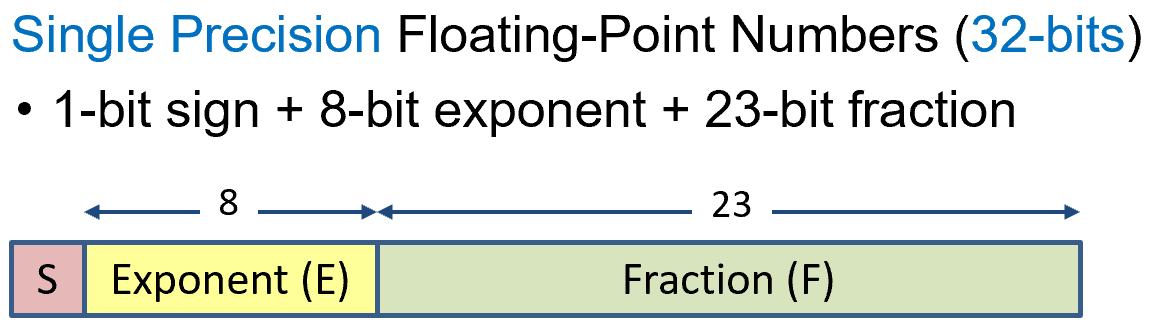 Single Precision Floating-Point Numbers (32-bits)
• 1-bit sign + 8-bit exponent + 23-bit fraction
8 23
S Exponent (E) Fraction (F)